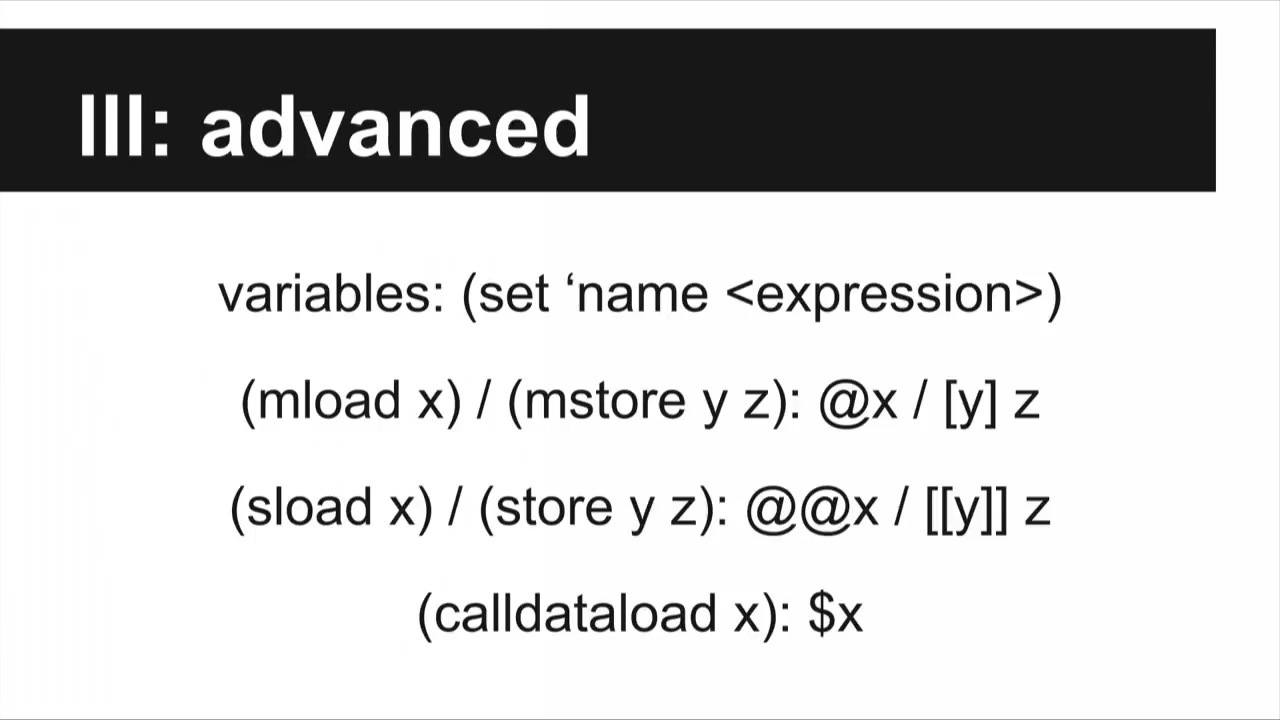 III: advanced
variables: (set ‘name <expression>)
(mload x) / (mstore y z): @x / [y] z
(sload x) / (store y z): @@x / [[y]] z
(calldataload x): $x